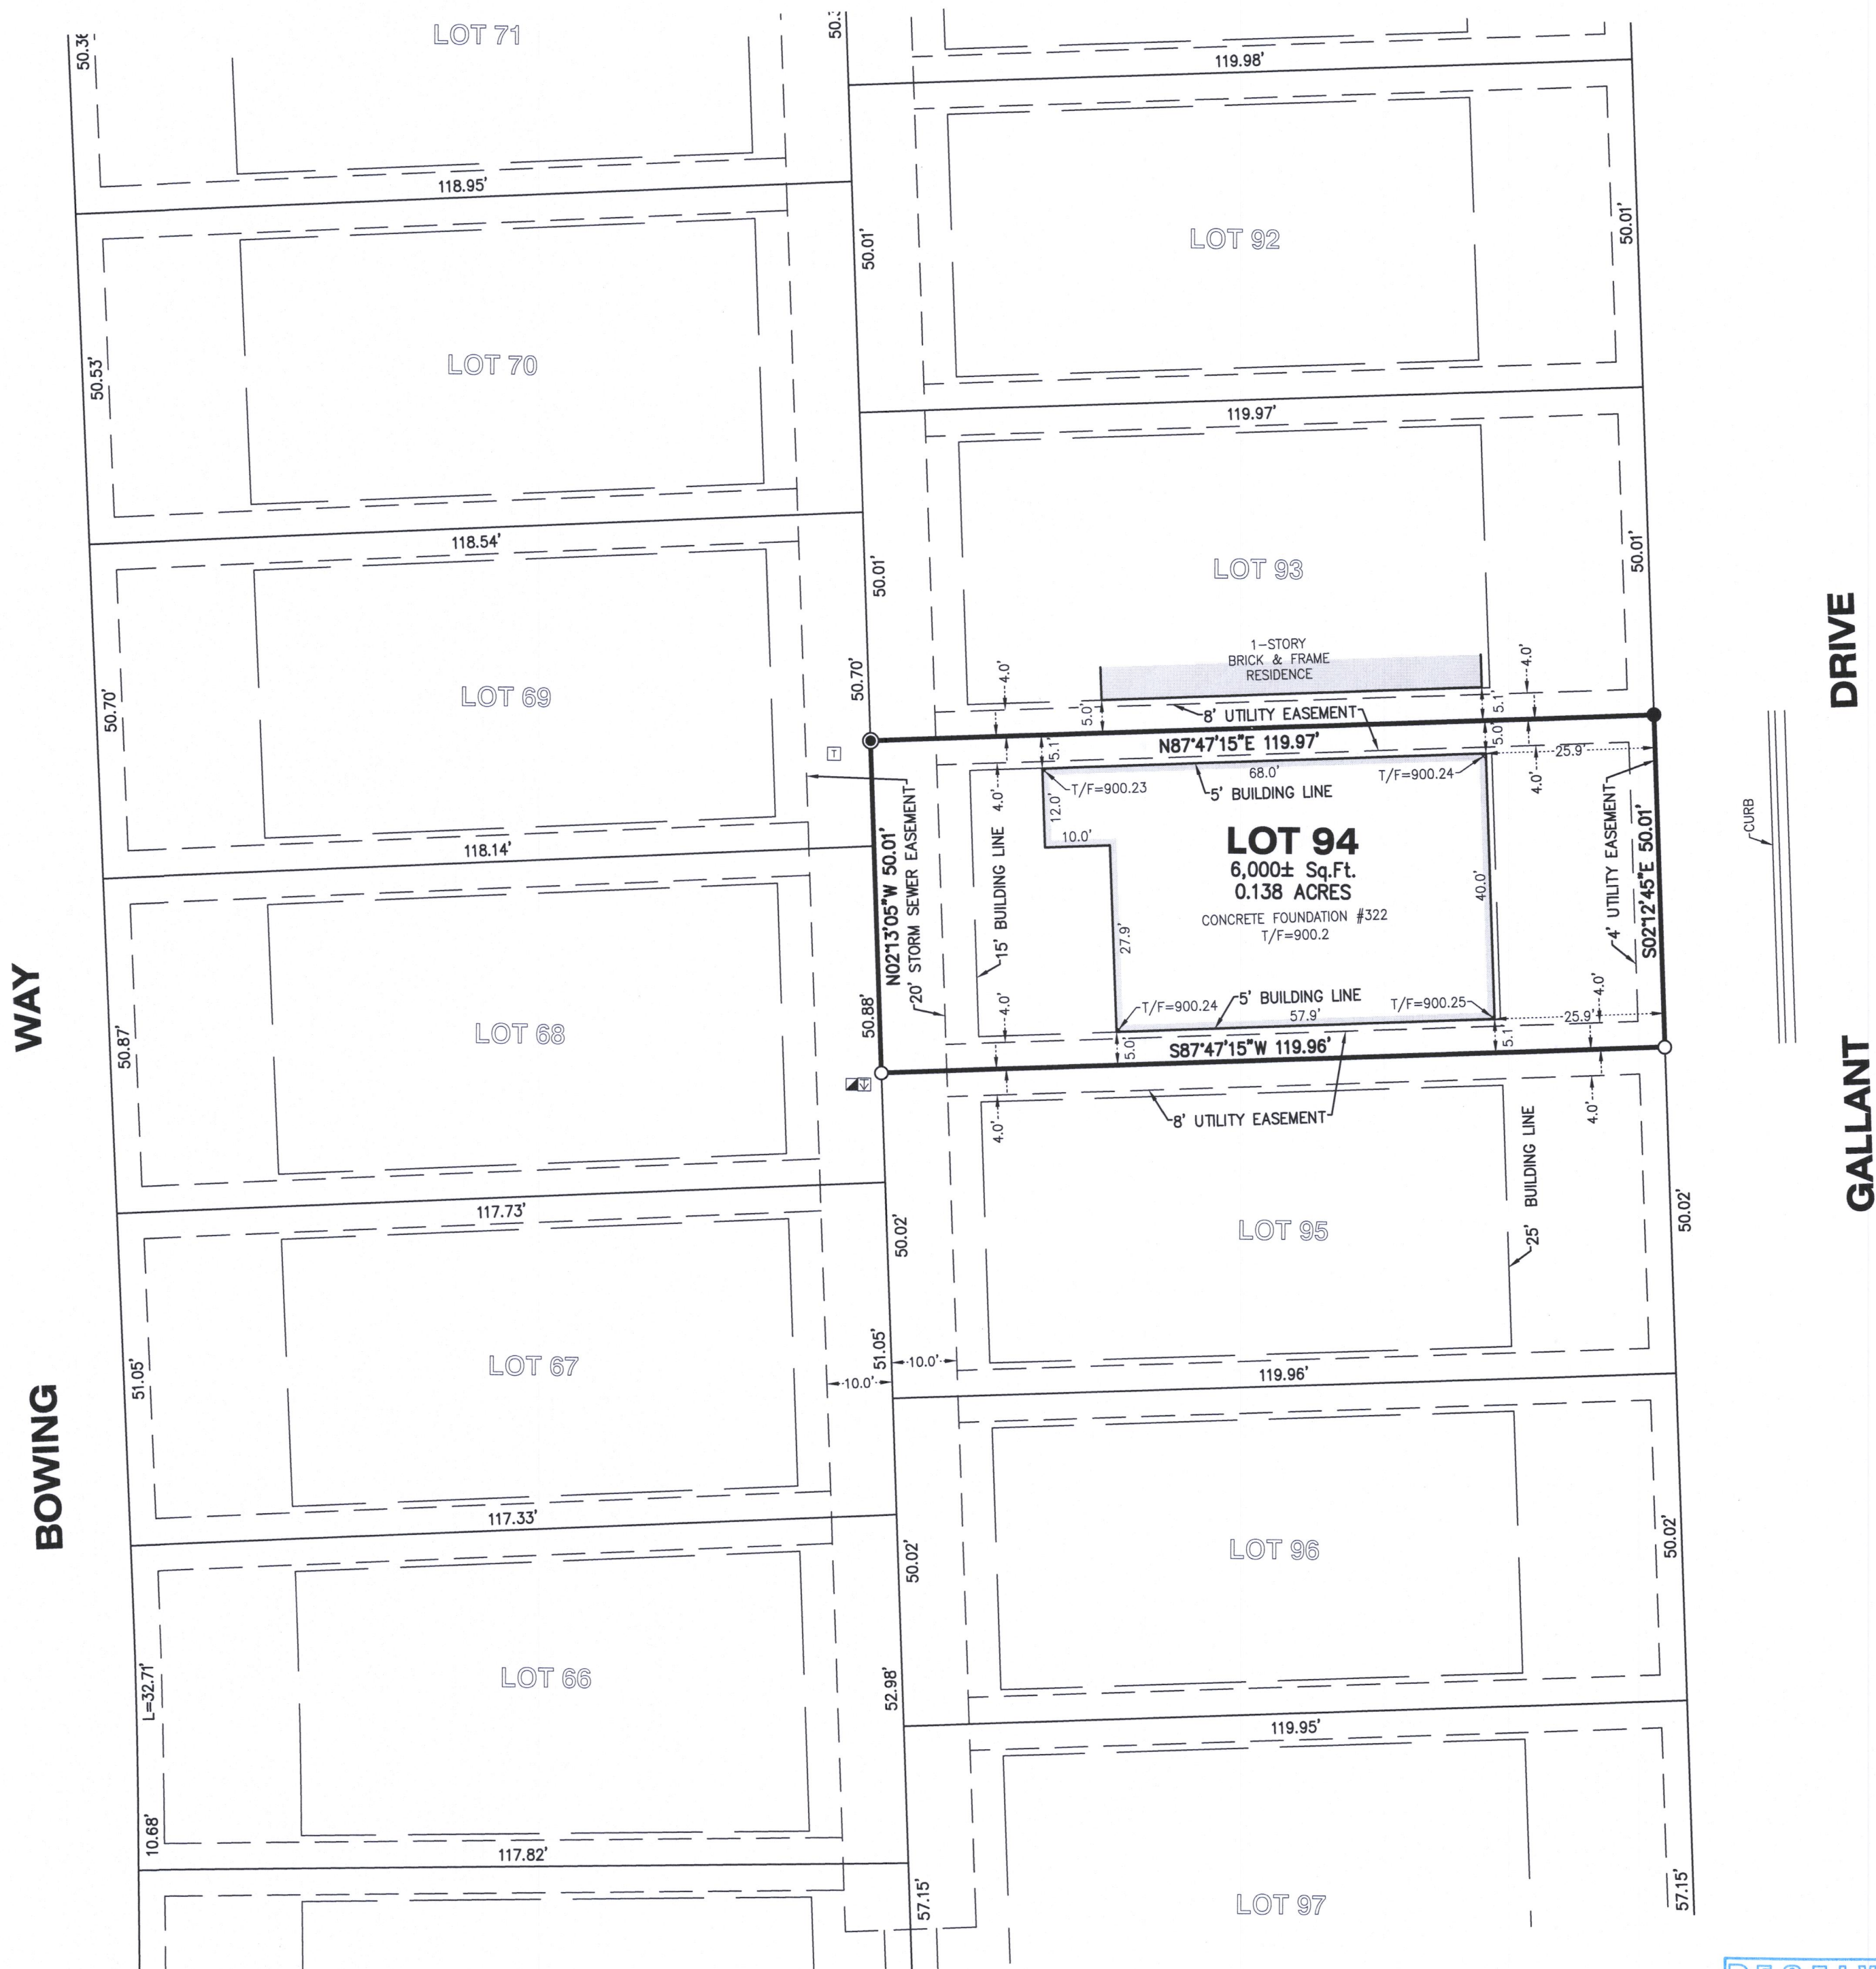 50.36
LOT 71
50.3
119.98'
118.95'
50.01'
LOT 92
50.01'
LOT 70
50.53'
119.97'
118.54'
50.01'
LOT 93
50.01'
DRIVE
1-STORY
BRICK & FRAME
RESIDENCE
4.0'
4.0'
50.70'
LOT 69
50.70'
5.0'
5.1'
8' UTILITY EASEMENT
T
N87°47'15"E 119.97'
5.1'
5.0'
25.9'
68.0'
T/F=900.23
T/F=900.24
4.0'
4.0'
5' BUILDING LINE
12.0'
10.0'
LOT 94
6,000± Sq.Ft.
0.138 ACRES
CONCRETE FOUNDATION #322
T/F=900.2
40.0'
27.9'
N02°13'05"W 50.01'
20' STORM SEWER EASEMENT
15' BUILDING LINE
4' UTILITY EASEMENT
S02°12'45"E 50.01'
CURB
118.14'
WAY
50.87'
LOT 68
50.88'
4.0'
T/F=900.24
5' BUILDING LINE
T/F=900.25
57.9'
4.0'
25.9'
5.0'
S87°47'15"W 119.96'
5.1
8' UTILITY EASEMENT
4.0'
4.0'
GALLANT
25' BUILDING LINE
117.73'
50.02'
LOT 95
50.02'
BOWING
51.05'
LOT 67
51.05'
10.0'
10.0'
119.96'
117.33'
50.02'
LOT 96
50.02'
L=32.71'
LOT 66
52.98'
119.95'
10.68'
117.82'
57.15'
LOT 97
57.15'